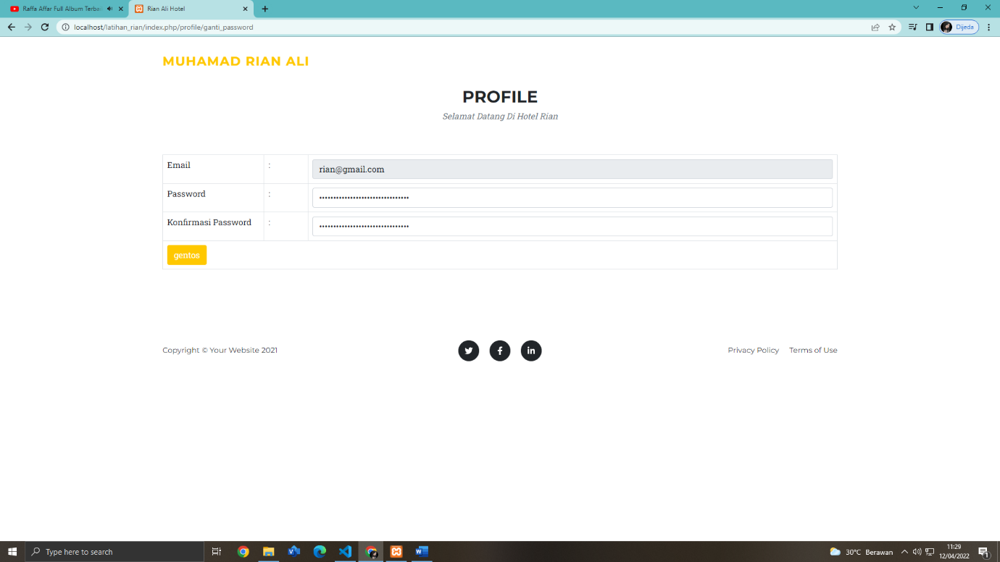 Raffa Affar Full Album Terbai
Rian Ali Hotel
localhost/latihan_rian/index.php/profile/ganti_password
Dijeda
MUHAMAD RIAN ALI
PROFILE
Selamat Datang Di Hotel Rian
Email : rian@gmail.com
Password : ••••••••••••••••••••••••••••••••
Konfirmasi Password : ••••••••••••••••••••••••••••••••
gentos
Copyright © Your Website 2021
Privacy Policy Terms of Use
Type here to search
30°C Berawan
11:29
12/04/2022
1